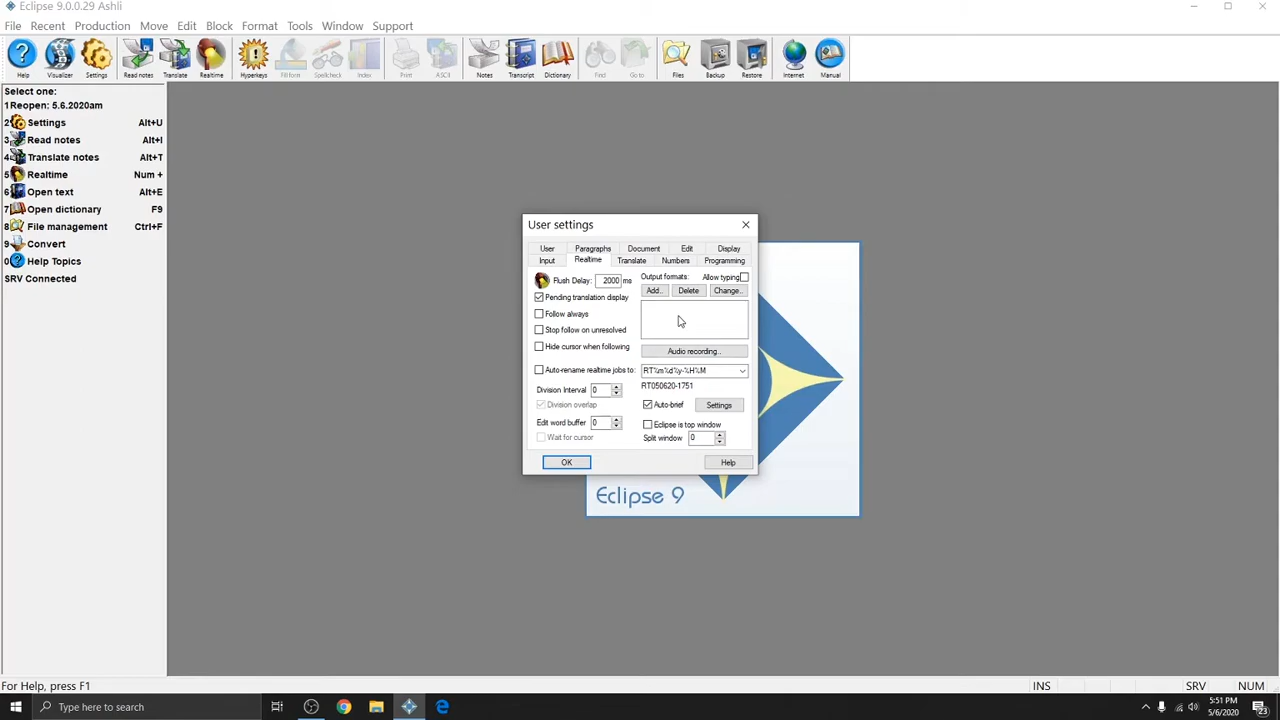 Eclipse 9.0.0.29 Ashli
File Recent Production Move Edit Block Format Tools Window Support
Help Visualizer Settings Read notes Translate Realtime Hyperkeys Fill form Spellcheck Index Print ASCII Notes Transcript Dictionary Find Go to Files Backup Restore Internet Manual
Select one:
1Reopen: 5.6.2020am
2 Settings Alt+U
3 Read notes Alt+I
4 Translate notes Alt+T
5 Realtime Num +
6 Open text Alt+E
7 Open dictionary F9
8 File management Ctrl+F
9 Convert
0 Help Topics
SRV Connected
User settings
User Paragraphs Document Edit Display
Input Realtime Translate Numbers Programming
Flush Delay: 2000 ms Output formats: Allow typing
Add.. Delete Change..
Pending translation display
Follow always
Stop follow on unresolved
Hide cursor when following
Audio recording..
Auto-rename realtime jobs to: RT%m%d%y-%H%M
RT050620-1751
Division Interval 0
Division overlap
Auto-brief Settings
Edit word buffer 0
Eclipse is top window
Wait for cursor
Split window 0
OK Help
Eclipse 9
For Help, press F1 INS SRV NUM
Type here to search
5:51 PM
5/6/2020
23